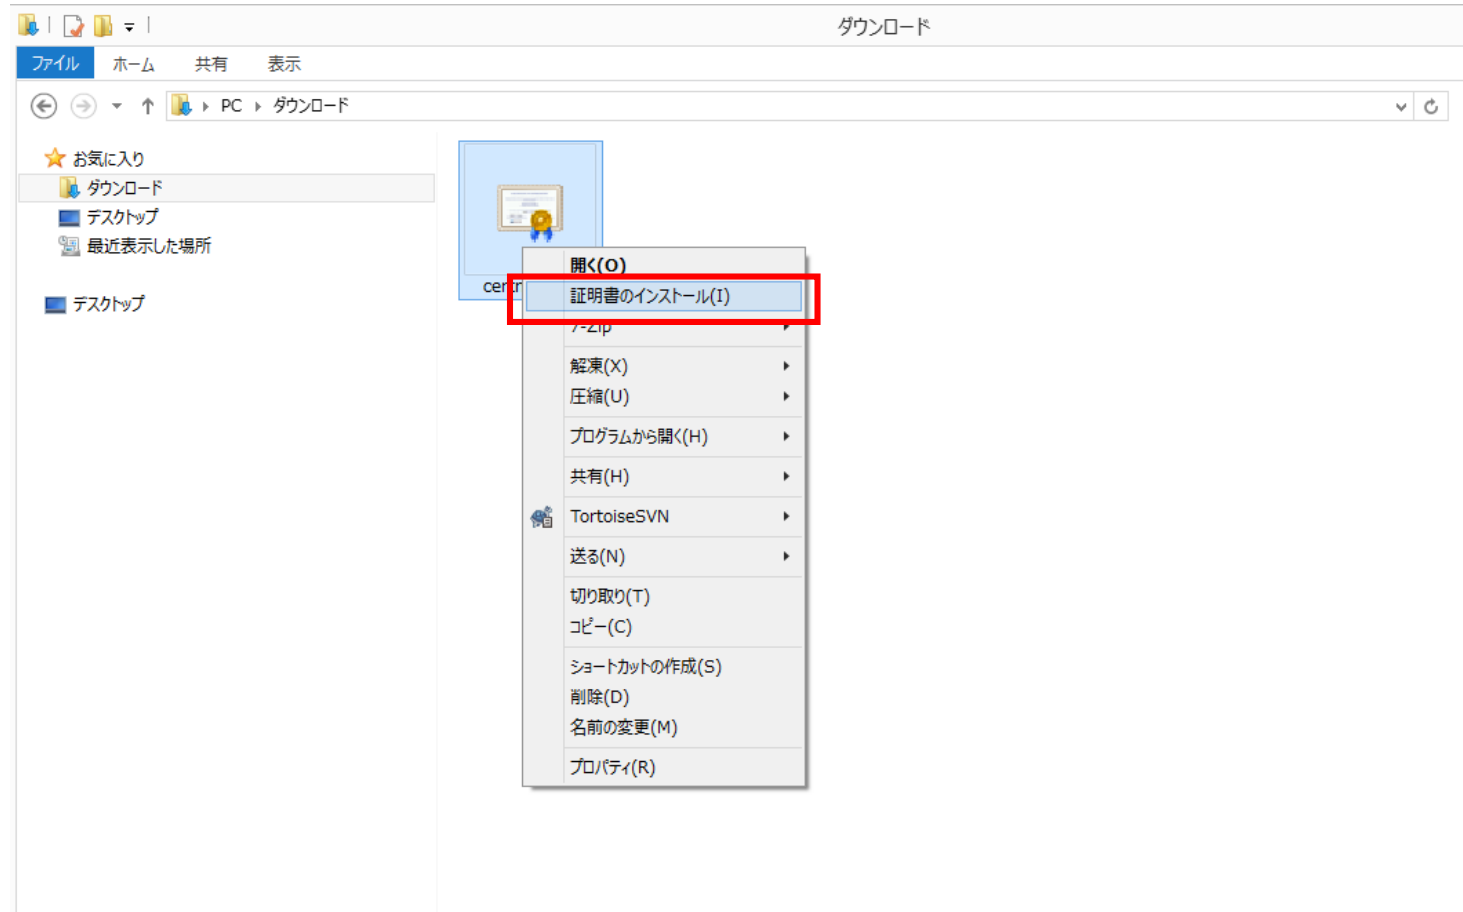 ダウンロード
ファイル ホーム 共有 表示
PC ダウンロード
お気に入り
ダウンロード
デスクトップ
最近表示した場所
デスクトップ
開く(O)
証明書のインストール(I)
7-Zip
解凍(X)
圧縮(U)
プログラムから開く(H)
共有(H)
TortoiseSVN
送る(N)
切り取り(T)
コピー(C)
ショートカットの作成(S)
削除(D)
名前の変更(M)
プロパティ(R)